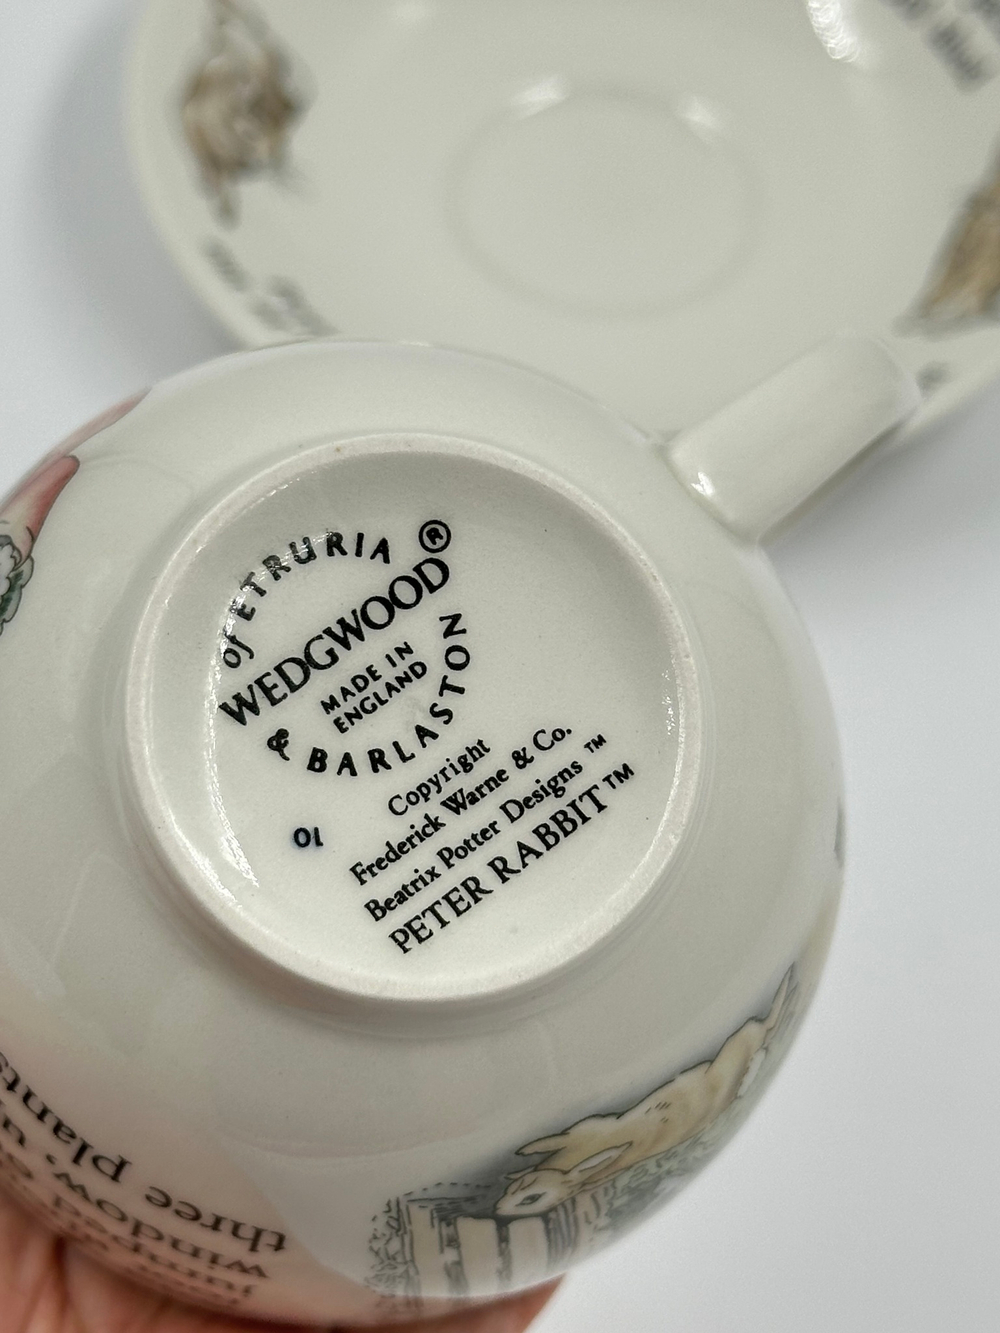 of ETRURIA ®
WEDGWOOD
MADE IN
ENGLAND
& BARLASTON
Copyright
Frederick Warne & Co.
Beatrix Potter Designs ™
PETER RABBIT™
OI
window,
three plants